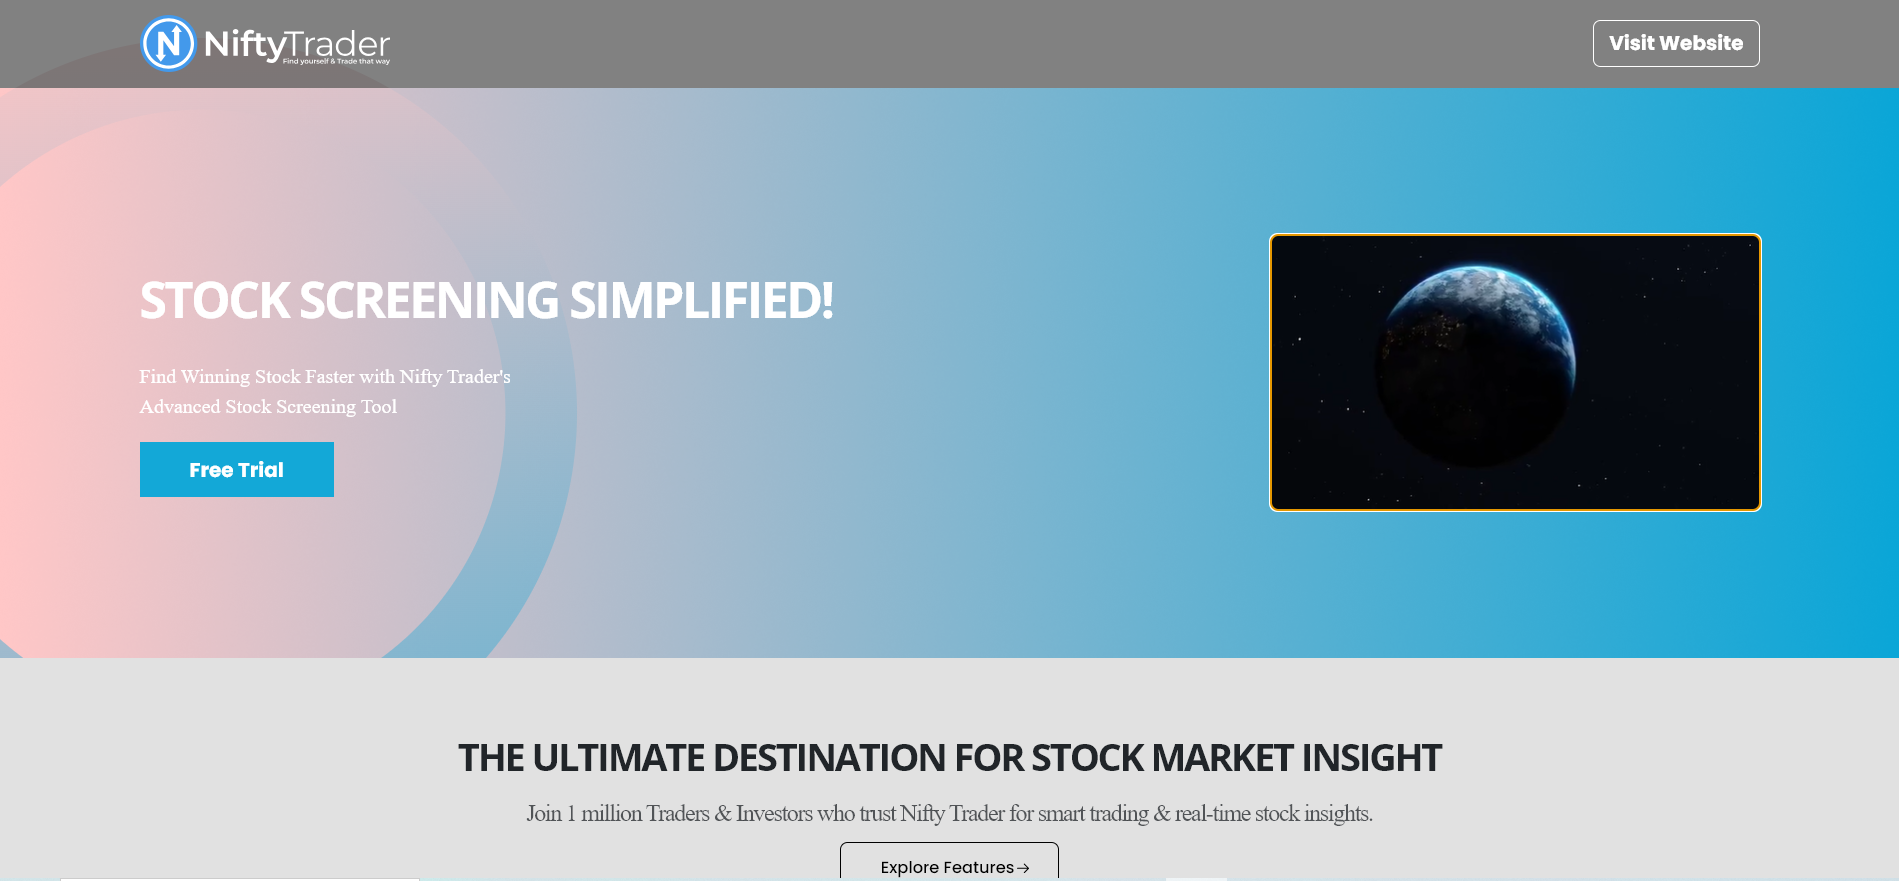 NiftyTrader
Find yourself & Trade that way
Visit Website
STOCK SCREENING SIMPLIFIED!
Find Winning Stock Faster with Nifty Trader's
Advanced Stock Screening Tool
Free Trial
THE ULTIMATE DESTINATION FOR STOCK MARKET INSIGHT
Join 1 million Traders & Investors who trust Nifty Trader for smart trading & real-time stock insights.
Explore Features→